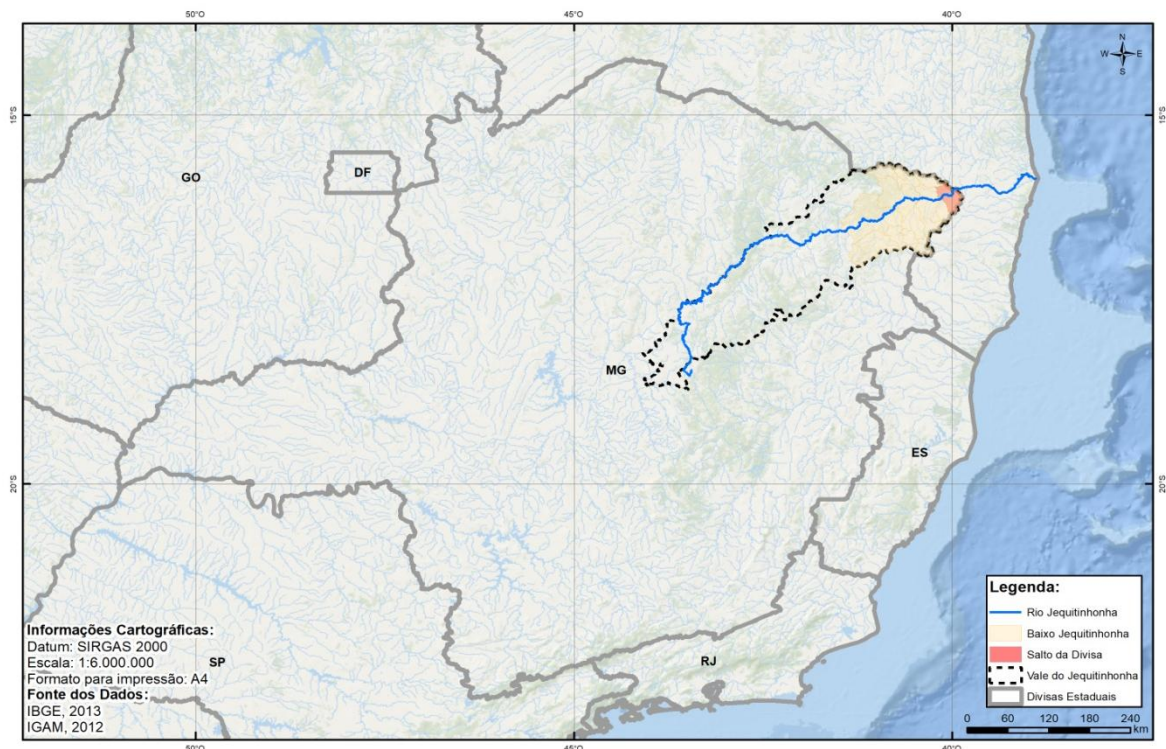 50°O
45°O
40°O
N
W E
S
15°S
15°S
GO
DF
MG
ES
20°S
20°S
SP
RJ
Informações Cartográficas:
Datum: SIRGAS 2000
Escala: 1:6.000.000
Formato para impressão: A4
Fonte dos Dados:
IBGE, 2013
IGAM, 2012
Legenda:
Rio Jequitinhonha
Baixo Jequitinhonha
Salto da Divisa
Vale do Jequitinhonha
Divisas Estaduais
0 60 120 180 240
km
50°O
45°O
40°O